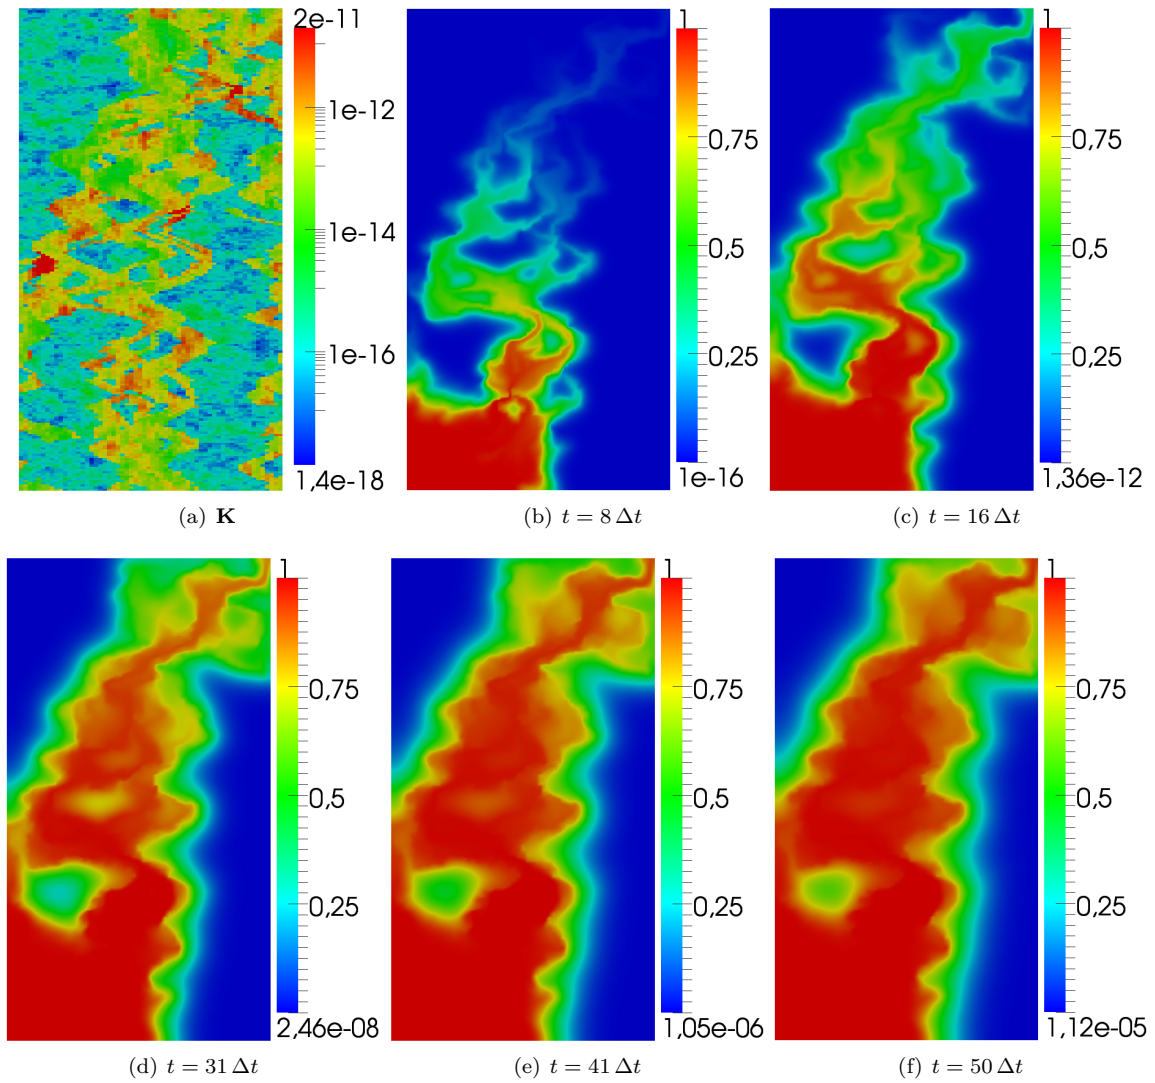 2e-11
1e-12
1e-14
1e-16
1,4e-18
(a) K
1
0,75
0,5
0,25
1e-16
(b) t = 8 Δt
1
0,75
0,5
0,25
1,36e-12
(c) t = 16 Δt
1
0,75
0,5
0,25
2,46e-08
(d) t = 31 Δt
1
0,75
0,5
0,25
1,05e-06
(e) t = 41 Δt
1
0,75
0,5
0,25
1,12e-05
(f) t = 50 Δt